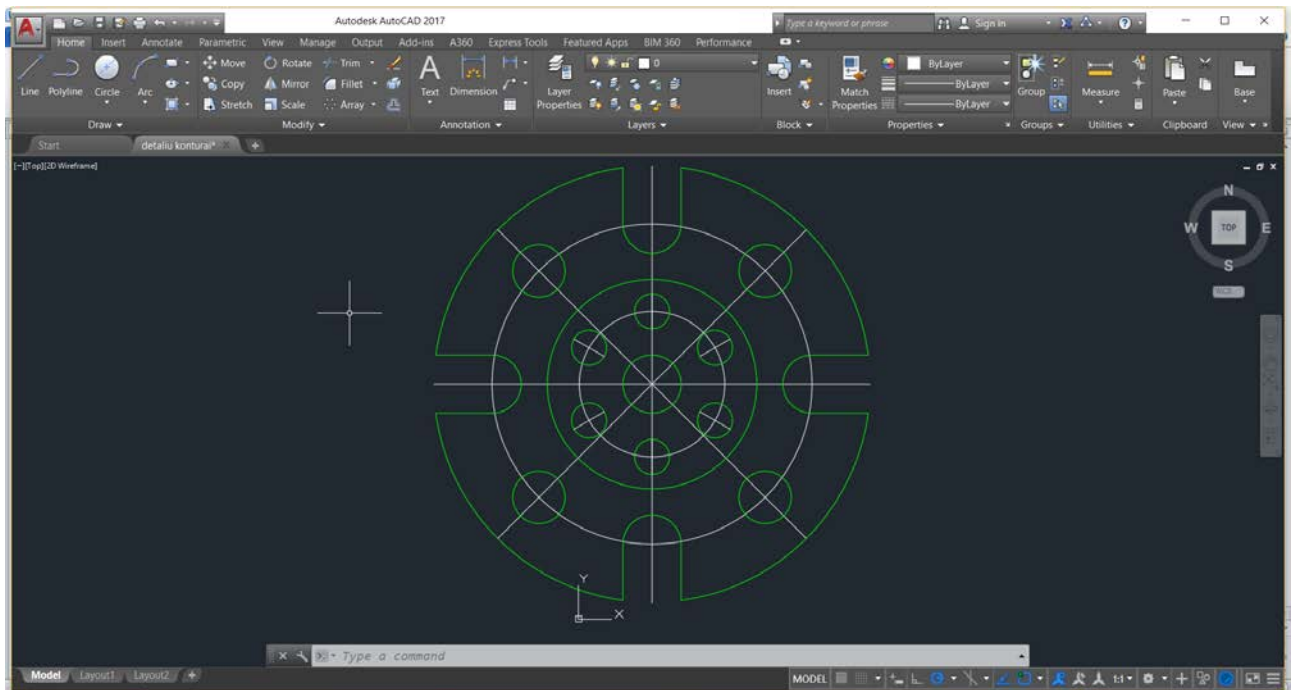 Autodesk AutoCAD 2017
Type a keyword or phrase
Sign In
Home Insert Annotate Parametric View Manage Output Add-ins A360 Express Tools Featured Apps BIM 360 Performance
Line Polyline Circle Arc
Move Rotate Trim
Copy Mirror Fillet
Stretch Scale Array
Text Dimension
Layer
Properties
0
Insert
Match
Properties
ByLayer
ByLayer
ByLayer
Group
Measure
Paste
Base
Draw Modify Annotation Layers Block Properties Groups Utilities Clipboard View
Start detaliu konturai*
[-][Top][2D Wireframe]
N
W TOP E
S
WCS
Y
X
Type a command
Model Layout1 Layout2
MODEL 1:1